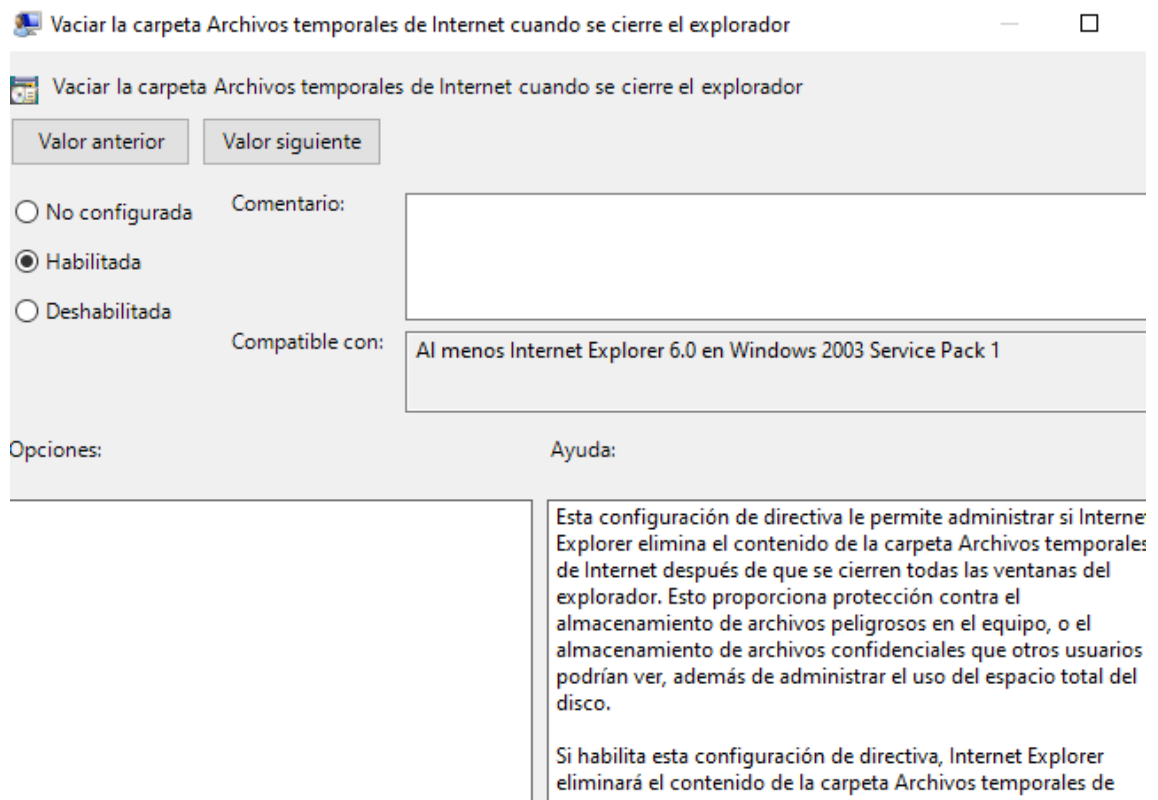 Vaciar la carpeta Archivos temporales de Internet cuando se cierre el explorador
Vaciar la carpeta Archivos temporales de Internet cuando se cierre el explorador
Valor anterior
Valor siguiente
No configurada
Comentario:
Habilitada
Deshabilitada
Compatible con:
Al menos Internet Explorer 6.0 en Windows 2003 Service Pack 1
Opciones:
Ayuda:
Esta configuración de directiva le permite administrar si Internet
Explorer elimina el contenido de la carpeta Archivos temporales
de Internet después de que se cierren todas las ventanas del
explorador. Esto proporciona protección contra el
almacenamiento de archivos peligrosos en el equipo, o el
almacenamiento de archivos confidenciales que otros usuarios
podrían ver, además de administrar el uso del espacio total del
disco.
Si habilita esta configuración de directiva, Internet Explorer
eliminará el contenido de la carpeta Archivos temporales de